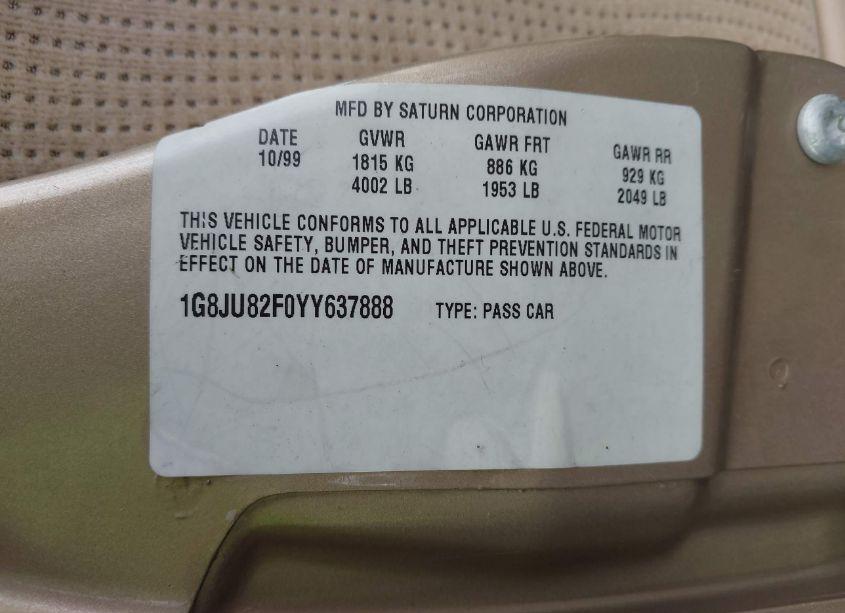 MFD BY SATURN CORPORATION
DATE GVWR GAWR FRT GAWR RR
10/99 1815 KG 886 KG 929 KG
4002 LB 1953 LB 2049 LB
THIS VEHICLE CONFORMS TO ALL APPLICABLE U.S. FEDERAL MOTOR
VEHICLE SAFETY, BUMPER, AND THEFT PREVENTION STANDARDS IN
EFFECT ON THE DATE OF MANUFACTURE SHOWN ABOVE.
1G8JU82F0YY637888 TYPE: PASS CAR